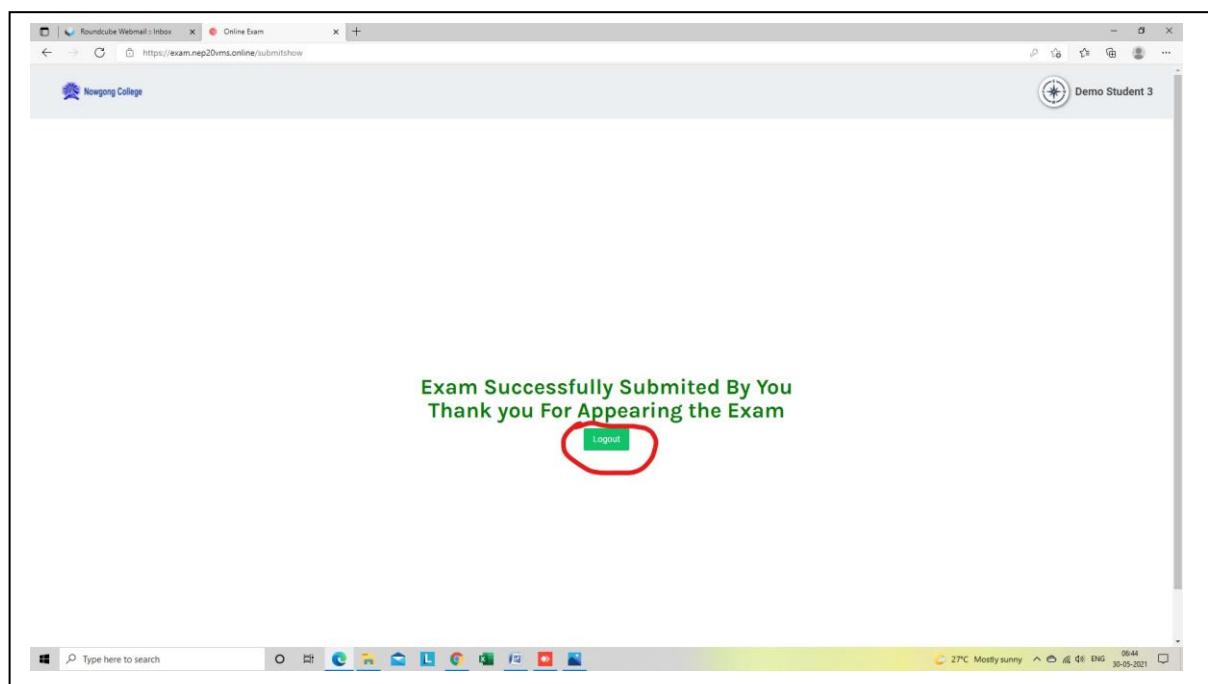 Roundcube Webmail :: Inbox
Online Exam
https://exam.nep20vms.online/submitshow
Nowgong College
Demo Student 3
Exam Successfully Submited By You
Thank you For Appearing the Exam
Logout
Type here to search
27°C Mostly sunny
ENG
06:44
30-05-2021